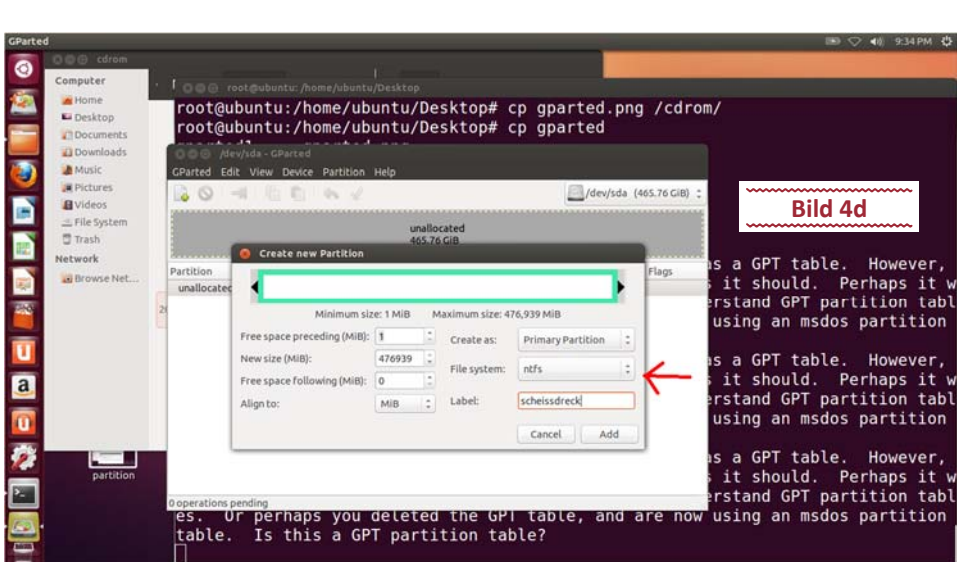 GParted
9:34 PM
cdrom
Computer
Home
Desktop
Documents
Downloads
Music
Pictures
Videos
File System
Trash
Network
Browse Net...
root@ubuntu: /home/ubuntu/Desktop
root@ubuntu:/home/ubuntu/Desktop# cp gparted.png /cdrom/
root@ubuntu:/home/ubuntu/Desktop# cp gparted
/dev/sda - GParted
GParted Edit View Device Partition Help
/dev/sda (465.76 GiB)
unallocated
465.76 GiB
Partition
Flags
unallocated
Create new Partition
Minimum size: 1 MiB Maximum size: 476,939 MiB
Free space preceding (MiB): 1
Create as: Primary Partition
New size (MiB): 476939
File system: ntfs
Free space following (MiB): 0
Align to: MiB
Label: scheissdreck
Cancel Add
0 operations pending
Bild 4d
as a GPT table. However,
it should. Perhaps it w
erstand GPT partition tabl
using an msdos partition
as a GPT table. However,
it should. Perhaps it w
erstand GPT partition tabl
using an msdos partition
as a GPT table. However,
it should. Perhaps it w
erstand GPT partition tabl
es. Or perhaps you deleted the GPT table, and are now using an msdos partition
table. Is this a GPT partition table?
partition